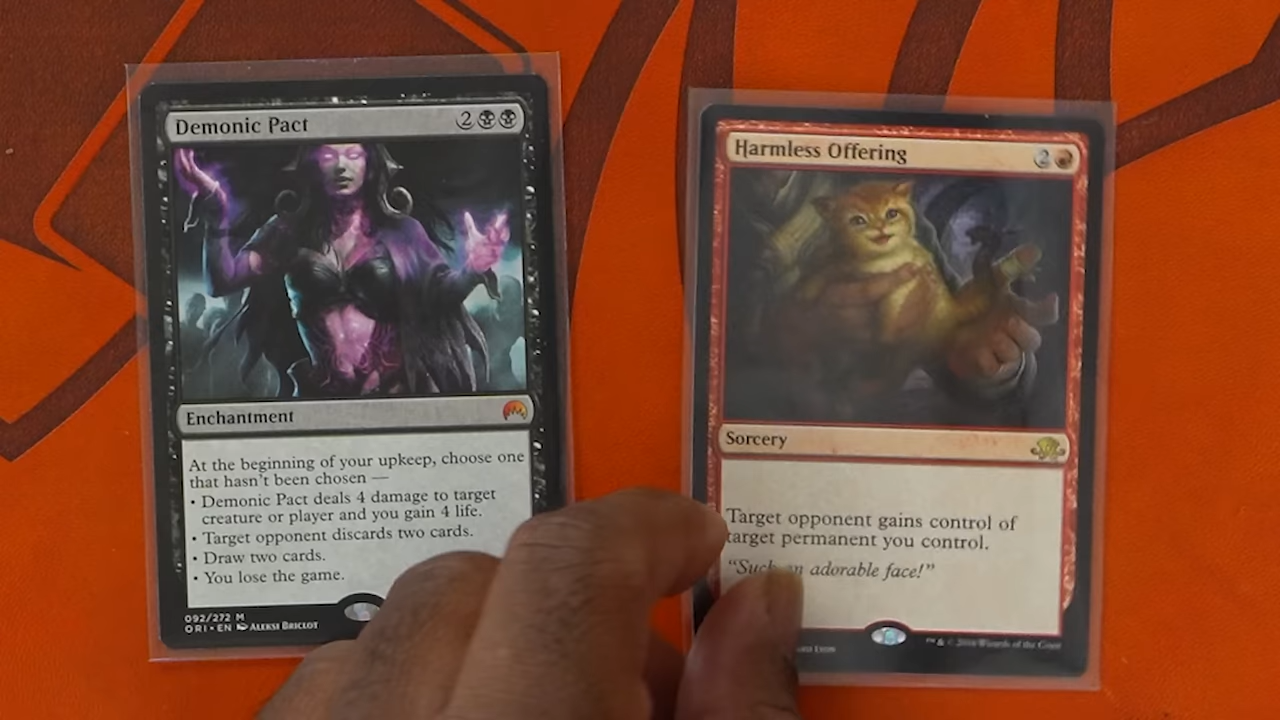 Demonic Pact 2
Enchantment
At the beginning of your upkeep, choose one
that hasn't been chosen —
• Demonic Pact deals 4 damage to target
creature or player and you gain 4 life.
• Target opponent discards two cards.
• Draw two cards.
• You lose the game.
092/272 M
ORI • EN ALEKSI BRICLOT
Harmless Offering 2
Sorcery
Target opponent gains control of
target permanent you control.
"Such an adorable face!"
™ & © 2016 Wizards of the Coast